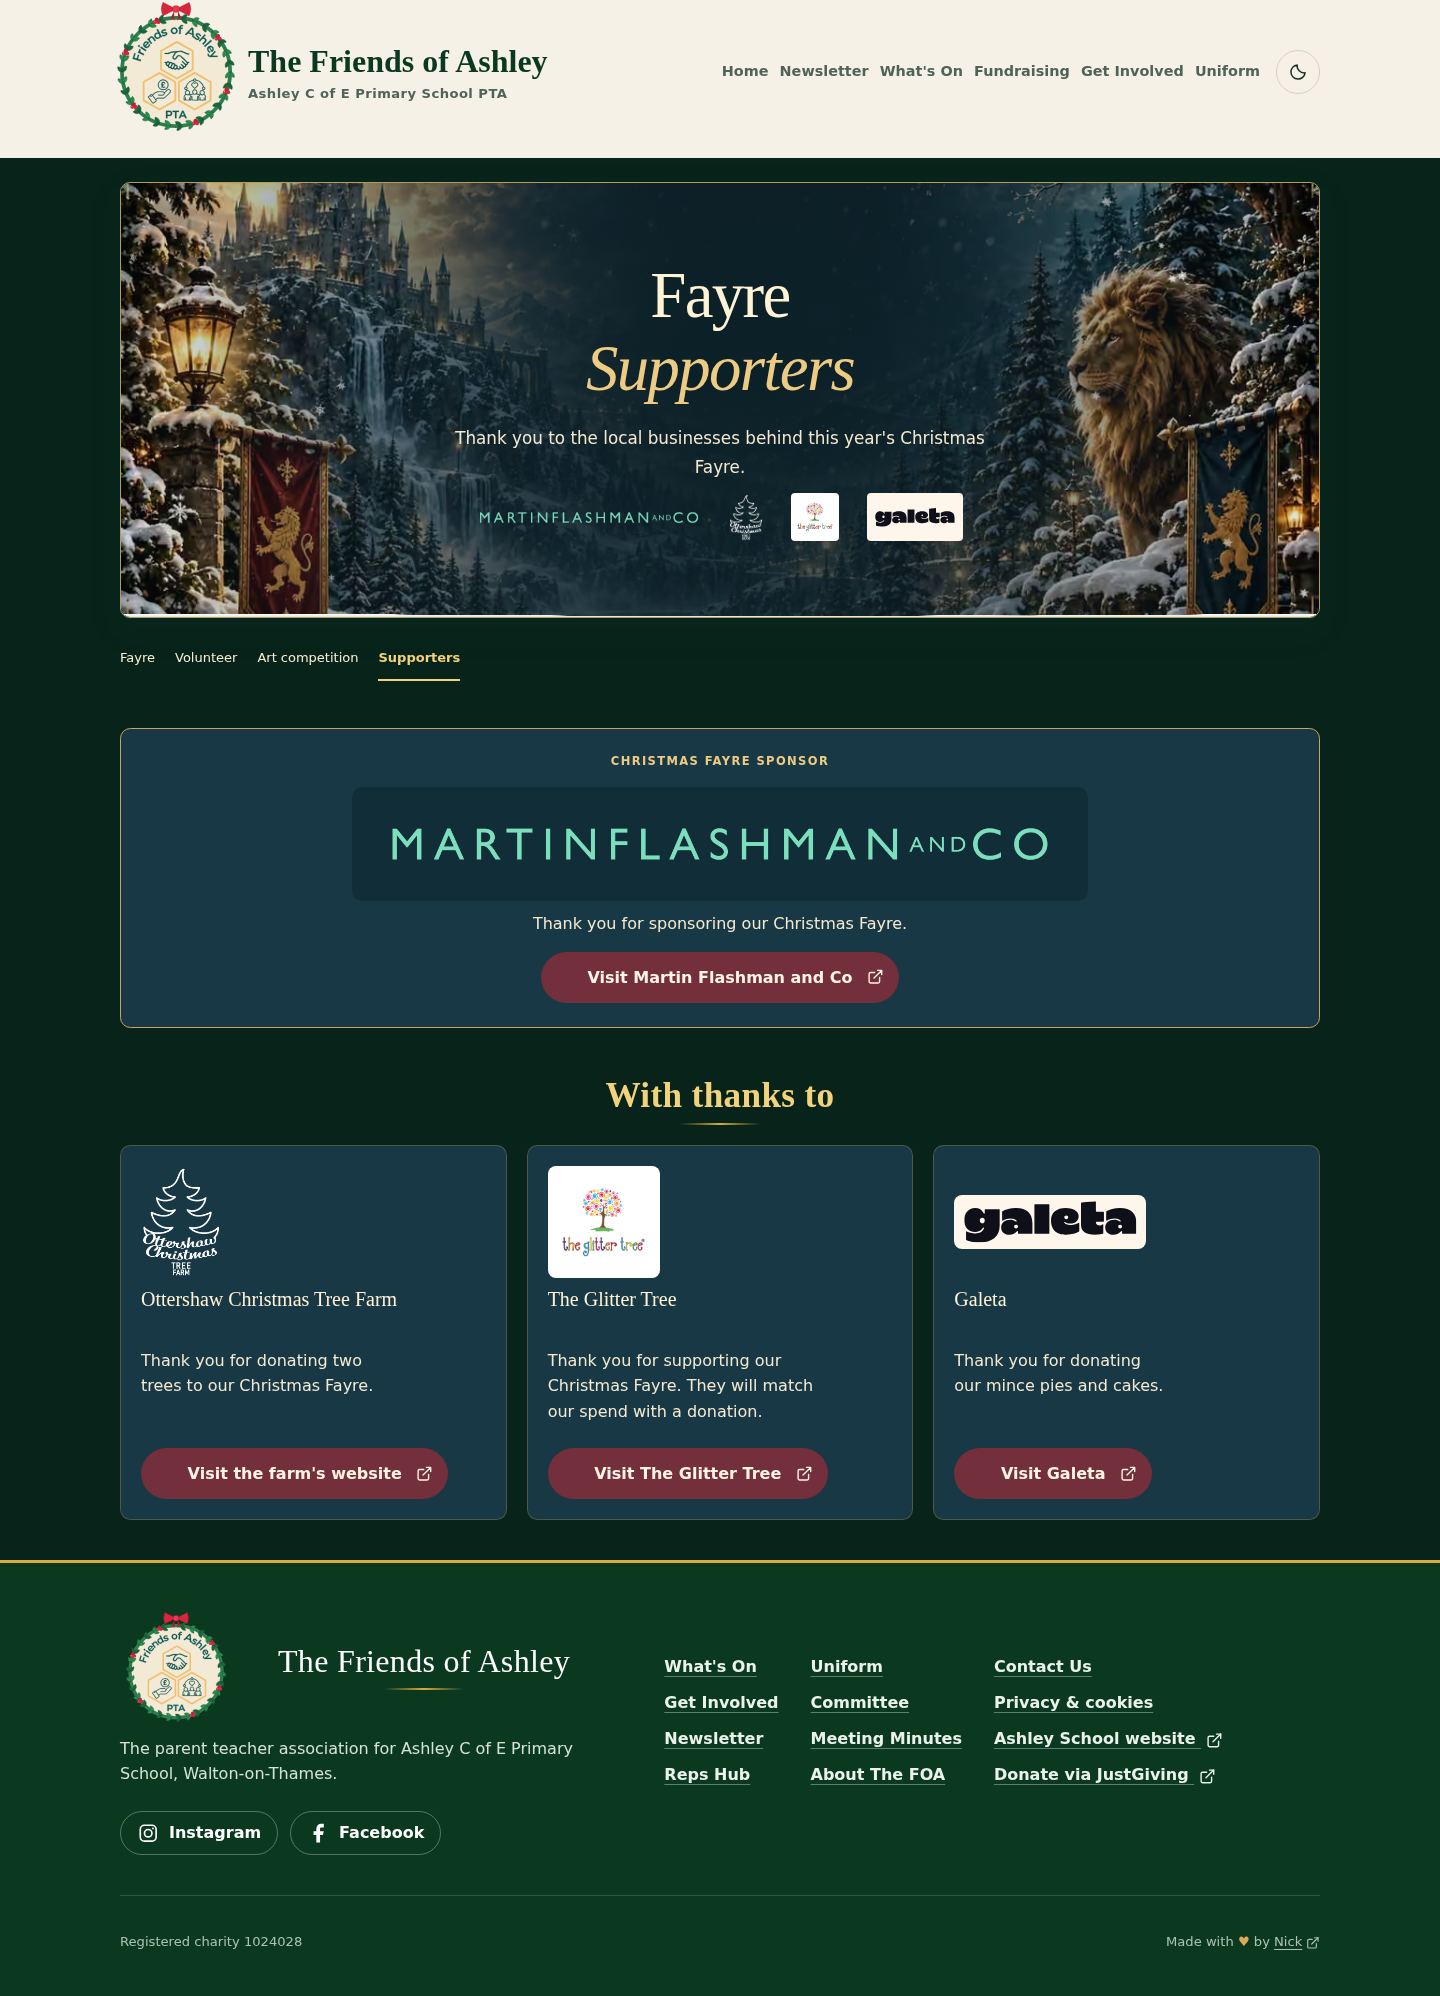 Friends of Ashley
PTA
The Friends of Ashley
Ashley C of E Primary School PTA
Home Newsletter What's On Fundraising Get Involved Uniform
Fayre
Supporters
Thank you to the local businesses behind this year's Christmas
Fayre.
MARTINFLASHMANANDCO
Ottershaw
Christmas
the glitter tree
galeta
Fayre Volunteer Art competition Supporters
CHRISTMAS FAYRE SPONSOR
MARTINFLASHMANANDCO
Thank you for sponsoring our Christmas Fayre.
Visit Martin Flashman and Co
With thanks to
Ottershaw
Christmas
TREE
FARM
Ottershaw Christmas Tree Farm
Thank you for donating two
trees to our Christmas Fayre.
Visit the farm's website
the glitter tree
The Glitter Tree
Thank you for supporting our
Christmas Fayre. They will match
our spend with a donation.
Visit The Glitter Tree
galeta
Galeta
Thank you for donating
our mince pies and cakes.
Visit Galeta
Friends of Ashley
PTA
The Friends of Ashley
The parent teacher association for Ashley C of E Primary
School, Walton-on-Thames.
Instagram Facebook
What's On
Get Involved
Newsletter
Reps Hub
Uniform
Committee
Meeting Minutes
About The FOA
Contact Us
Privacy & cookies
Ashley School website
Donate via JustGiving
Registered charity 1024028
Made with ♥ by Nick